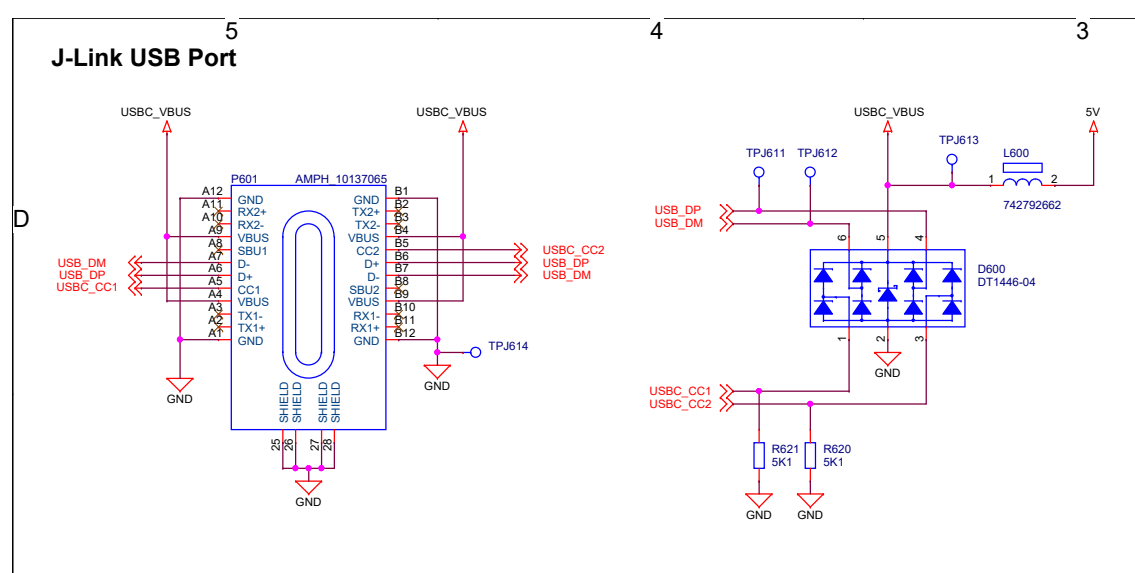 5 4 3
J-Link USB Port
D
USBC_VBUS USBC_VBUS
P601 AMPH_10137065
A12 GND GND B1
A11 RX2+ TX2+ B2
A10 RX2- TX2- B3
A9 VBUS VBUS B4
A8 SBU1 CC2 B5 USBC_CC2
USB_DM A7 D- D+ B6 USB_DP
USB_DP A6 D+ D- B7 USB_DM
USBC_CC1 A5 CC1 SBU2 B8
A4 VBUS VBUS B9
A3 TX1- RX1- B10
A2 TX1+ RX1+ B11
A1 GND GND B12
TPJ614
GND GND
SHIELD SHIELD SHIELD SHIELD
25 26 27 28
GND
USBC_VBUS 5V
TPJ611 TPJ612 TPJ613 L600
1 2
742792662
USB_DP
USB_DM
6 5 4
D600
DT1446-04
1 2 3
GND
USBC_CC1
USBC_CC2
R621 R620
5K1 5K1
GND GND